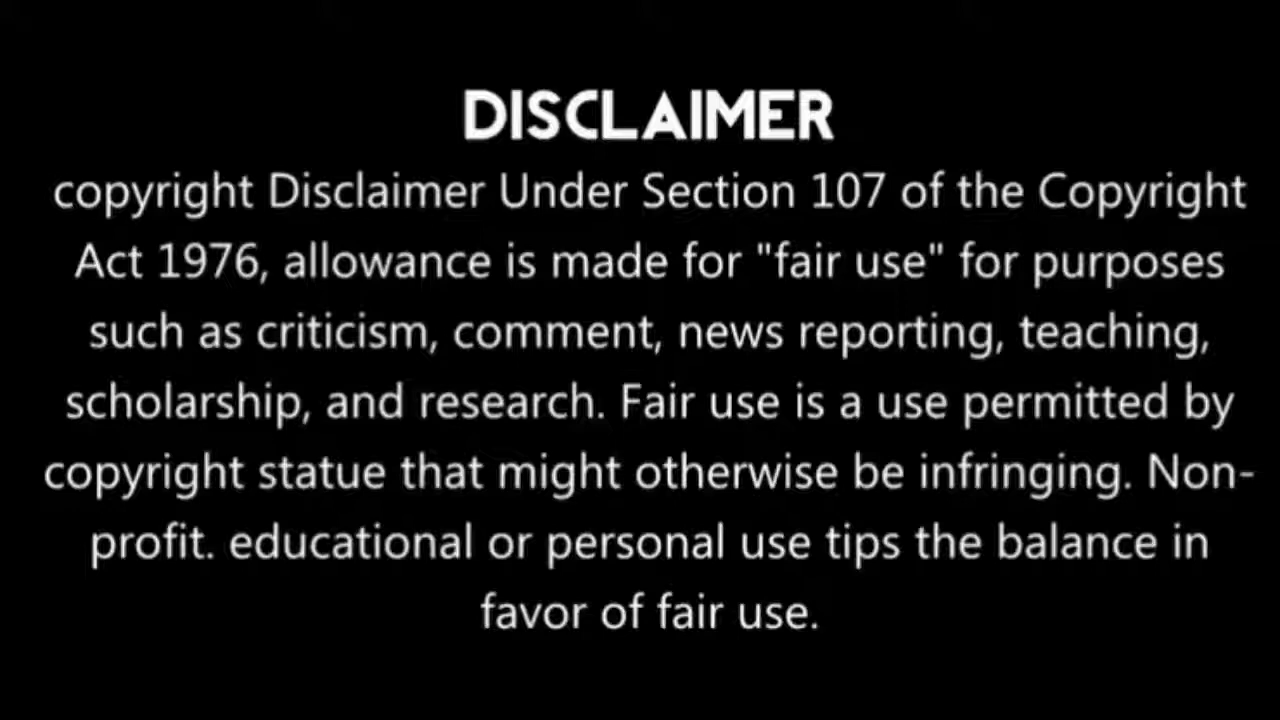 DISCLAIMER
copyright Disclaimer Under Section 107 of the Copyright
Act 1976, allowance is made for "fair use" for purposes
such as criticism, comment, news reporting, teaching,
scholarship, and research. Fair use is a use permitted by
copyright statue that might otherwise be infringing. Non-
profit. educational or personal use tips the balance in
favor of fair use.